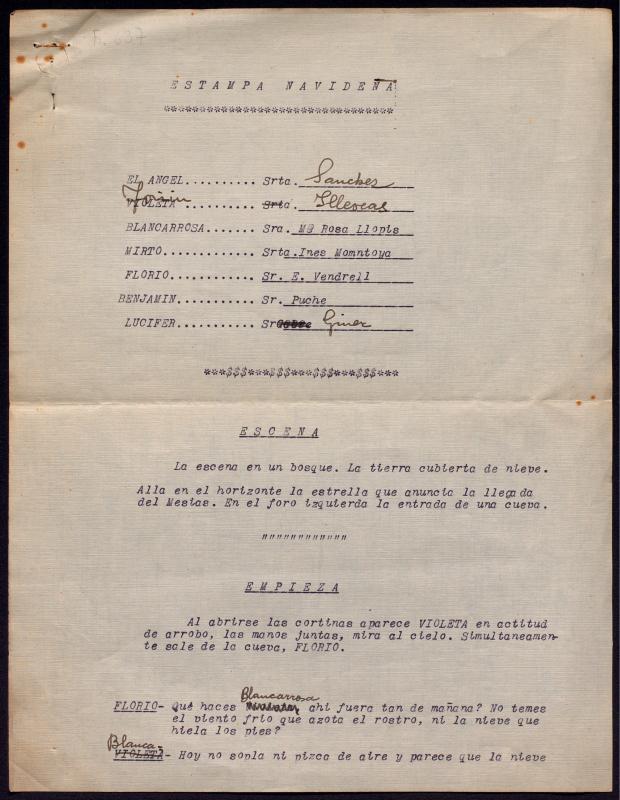 F. 637
ESTAMPA NAVIDEÑA
******************************************
EL ANGEL.......... Srta. Sanches
VIOLETA .......... Srta. Illescas
BLANCARROSA....... Sra. Mª Rosa Llopis
MIRTO............. Srta.Ines Momntoya
FLORIO............ Sr. E. Vendrell
BENJAMIN.......... Sr. Puche
LUCIFER........... Sr Giner
***$$$***$$$***$$$***$$$***
ESCENA
La escena en un bosque. La tierra cubierta de nieve.
Alla en el horizonte la estrella que anuncia la llegada
del Mesias. En el foro izquierda la entrada de una cueva.
""""""""""""
EMPIEZA
Al abrirse las cortinas aparece VIOLETA en actitud
de arrobo, las manos juntas, mira al cielo. Simultaneamen-
te sale de la cueva, FLORIO.
Blancarrosa
FLORIO- Qué haces ahi fuera tan de mañana? No temes
el viento frio que azota el rostro, ni la nieve que
hiela los pies?
Blanca-
VIOLETA- Hoy no sopla ni pizca de aire y parece que la nieve